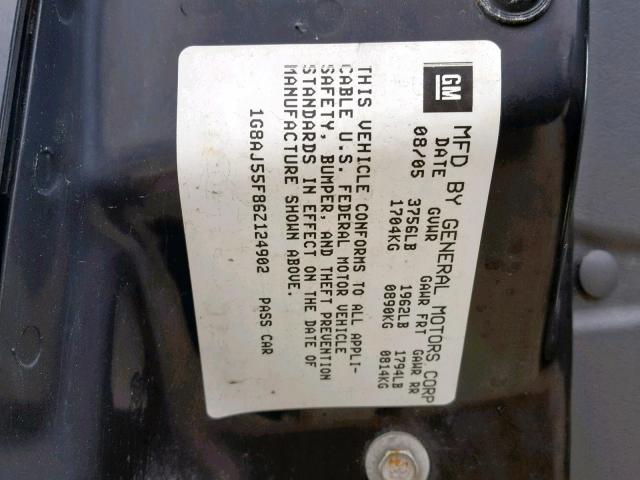 GM
MFD BY GENERAL MOTORS CORP
DATE GVWR GAWR FRT GAWR RR
08/05 3756LB 1962LB 1794LB
1704KG 0890KG 0814KG
THIS VEHICLE CONFORMS TO ALL APPLI-
CABLE U.S. FEDERAL MOTOR VEHICLE
SAFETY, BUMPER, AND THEFT PREVENTION
STANDARDS IN EFFECT ON THE DATE OF
MANUFACTURE SHOWN ABOVE.
1G8AJ55F86Z124902 PASS CAR